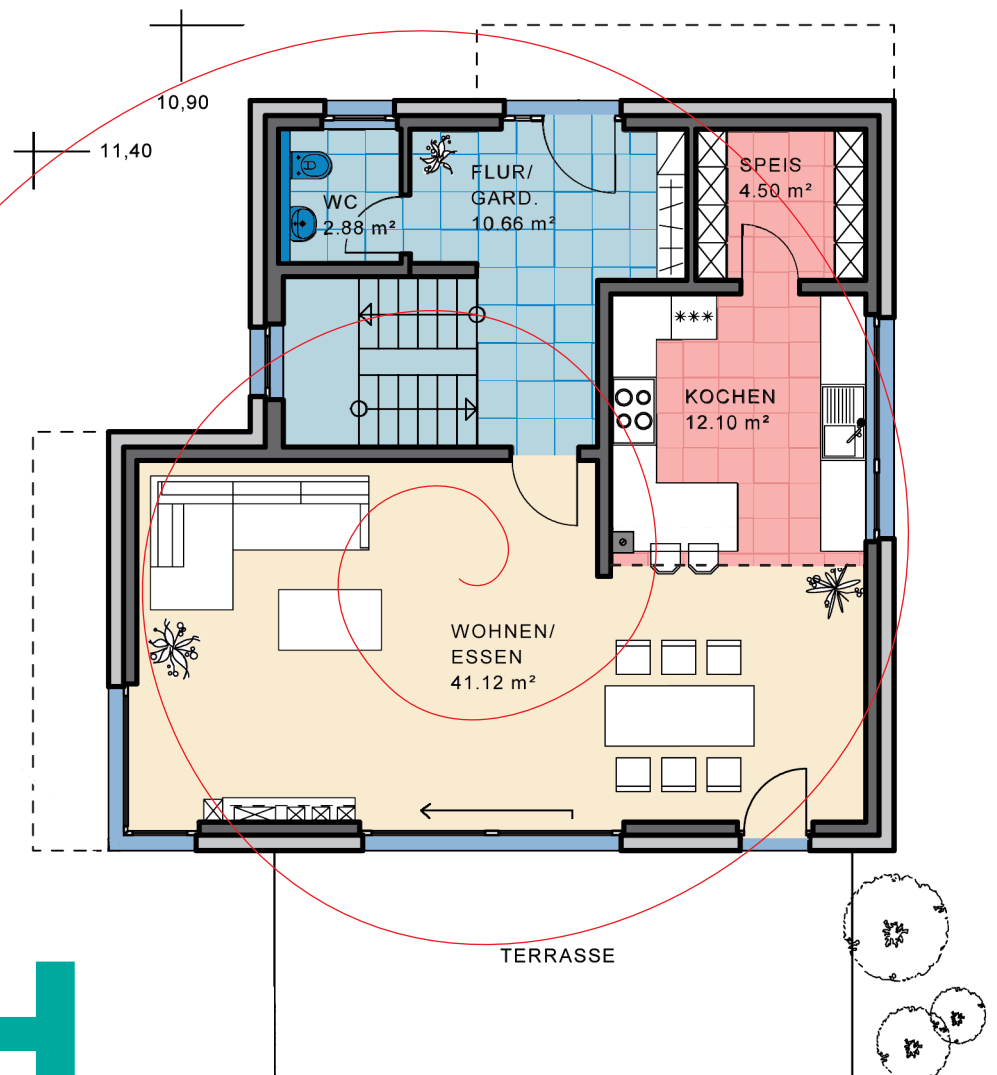 10,90
11,40
SPEIS
4.50 m²
FLUR/
GARD.
10.66 m²
WC
2.88 m²
KOCHEN
12.10 m²
WOHNEN/
ESSEN
41.12 m²
TERRASSE